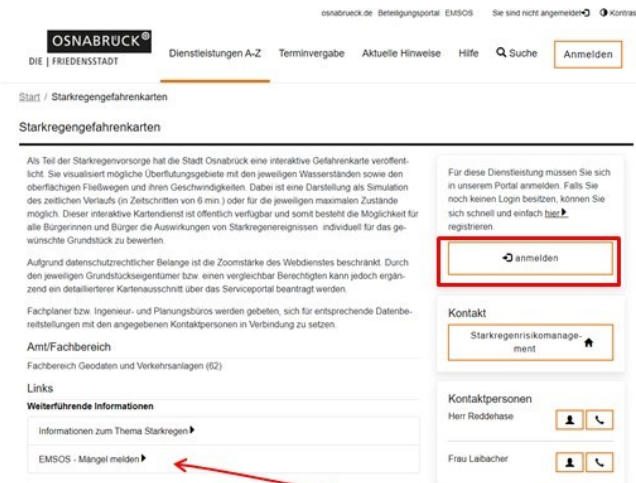 osnabrueck.de Beteiligungsportal EMSOS Sie sind nicht angemeldet Kontras
OSNABRÜCK®
DIE | FRIEDENSSTADT
Dienstleistungen A-Z Terminvergabe Aktuelle Hinweise Hilfe Suche Anmelden
Start / Starkregengefahrenkarten
Starkregengefahrenkarten
Als Teil der Starkregenvorsorge hat die Stadt Osnabrück eine interaktive Gefahrenkarte veröffent-
licht. Sie visualisiert mögliche Überflutungsgebiete mit den jeweiligen Wasserständen sowie den
oberflächigen Fließwegen und ihren Geschwindigkeiten. Dabei ist eine Darstellung als Simulation
des zeitlichen Verlaufs (in Zeitschritten von 6 min.) oder für die jeweiligen maximalen Zustände
möglich. Dieser interaktive Kartendienst ist öffentlich verfügbar und somit besteht die Möglichkeit für
alle Bürgerinnen und Bürger die Auswirkungen von Starkregenereignissen individuell für das ge-
wünschte Grundstück zu bewerten.
Aufgrund datenschutzrechtlicher Belange ist die Zoomstärke des Webdienstes beschränkt. Durch
den jeweiligen Grundstückseigentümer bzw. einen vergleichbar Berechtigten kann jedoch ergän-
zend ein detaillierterer Kartenausschnitt über das Serviceportal beantragt werden.
Fachplaner bzw. Ingenieur- und Planungsbüros werden gebeten, sich für entsprechende Datenbe-
reitstellungen mit den angegebenen Kontaktpersonen in Verbindung zu setzen.
Amt/Fachbereich
Fachbereich Geodaten und Verkehrsanlagen (62)
Links
Weiterführende Informationen
Informationen zum Thema Starkregen
EMSOS - Mängel melden
Für diese Dienstleistung müssen Sie sich
in unserem Portal anmelden. Falls Sie
noch keinen Login besitzen, können Sie
sich schnell und einfach hier
registrieren.
anmelden
Kontakt
Starkregenrisikomanage-
ment
Kontaktpersonen
Herr Reddehase
Frau Laibacher